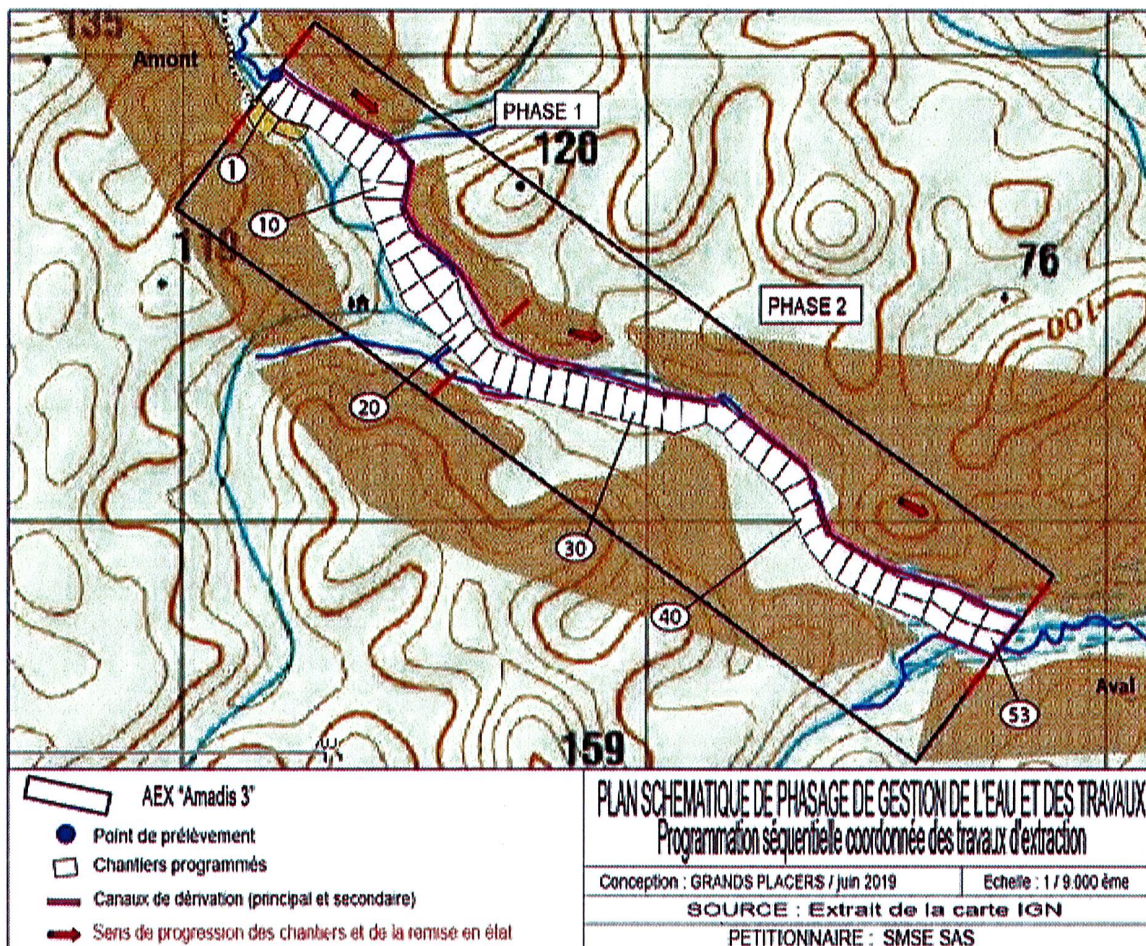 135
Amont
PHASE 1
120
1
10
113
76
PHASE 2
100
20
30
40
53
Aval
159
AEX "Amadis 3"
Point de prélèvement
Chantiers programmés
Canaux de dérivation (principal et secondaire)
Sens de progression des chantiers et de la remise en état
PLAN SCHEMATIQUE DE PHASAGE DE GESTION DE L'EAU ET DES TRAVAUX
Programmation séquentielle coordonnée des travaux d'extraction
Conception : GRANDS PLACERS / juin 2019
Echelle : 1 / 9.000 ème
SOURCE : Extrait de la carte IGN
PETITIONNAIRE : SMSE SAS